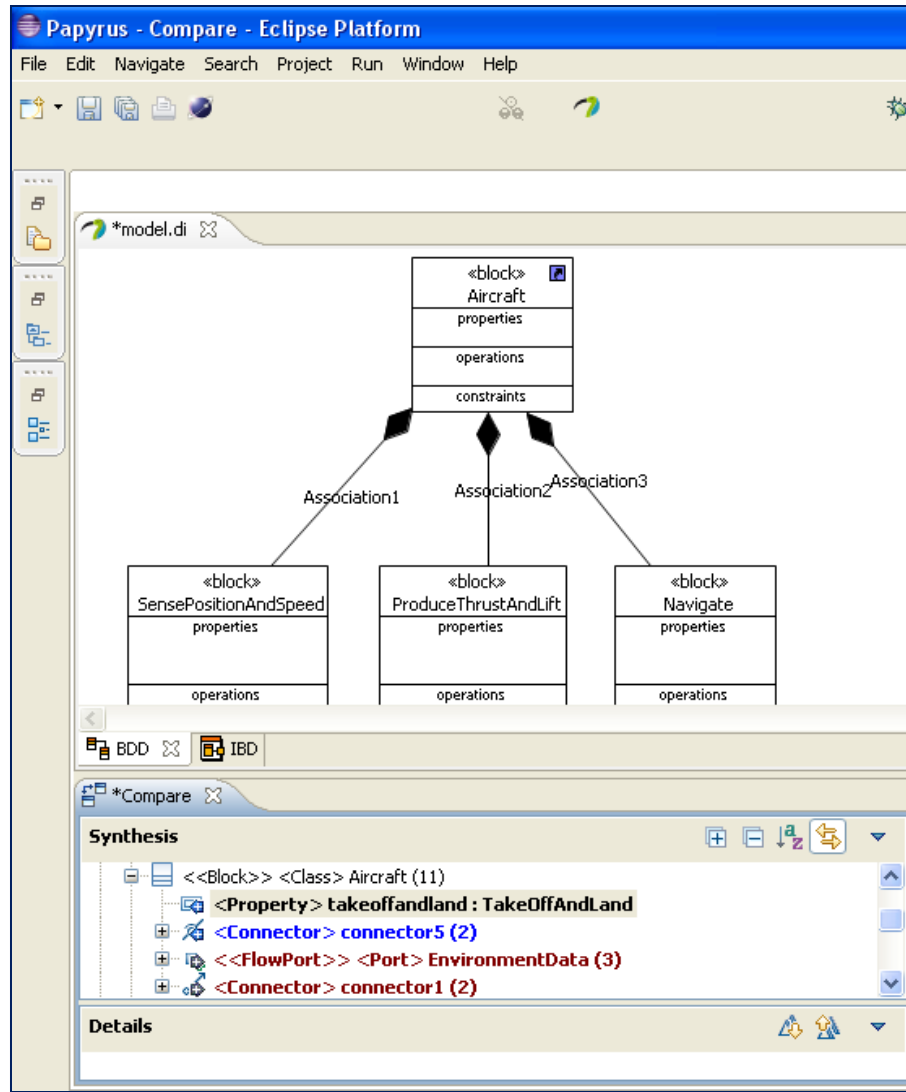 Papyrus - Compare - Eclipse Platform
File Edit Navigate Search Project Run Window Help
*model.di
«block»
Aircraft
properties
operations
constraints
Association1
Association2
Association3
«block»
SensePositionAndSpeed
properties
operations
«block»
ProduceThrustAndLift
properties
operations
«block»
Navigate
properties
operations
BDD IBD
*Compare
Synthesis
a
z
<<Block>> <Class> Aircraft (11)
<Property> takeoffandland : TakeOffAndLand
<Connector> connector5 (2)
<<FlowPort>> <Port> EnvironmentData (3)
<Connector> connector1 (2)
Details